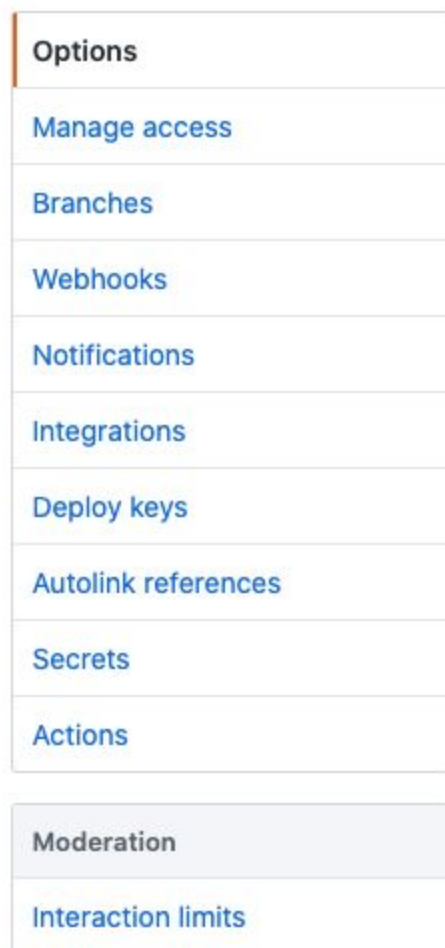 Options
Manage access
Branches
Webhooks
Notifications
Integrations
Deploy keys
Autolink references
Secrets
Actions
Moderation
Interaction limits